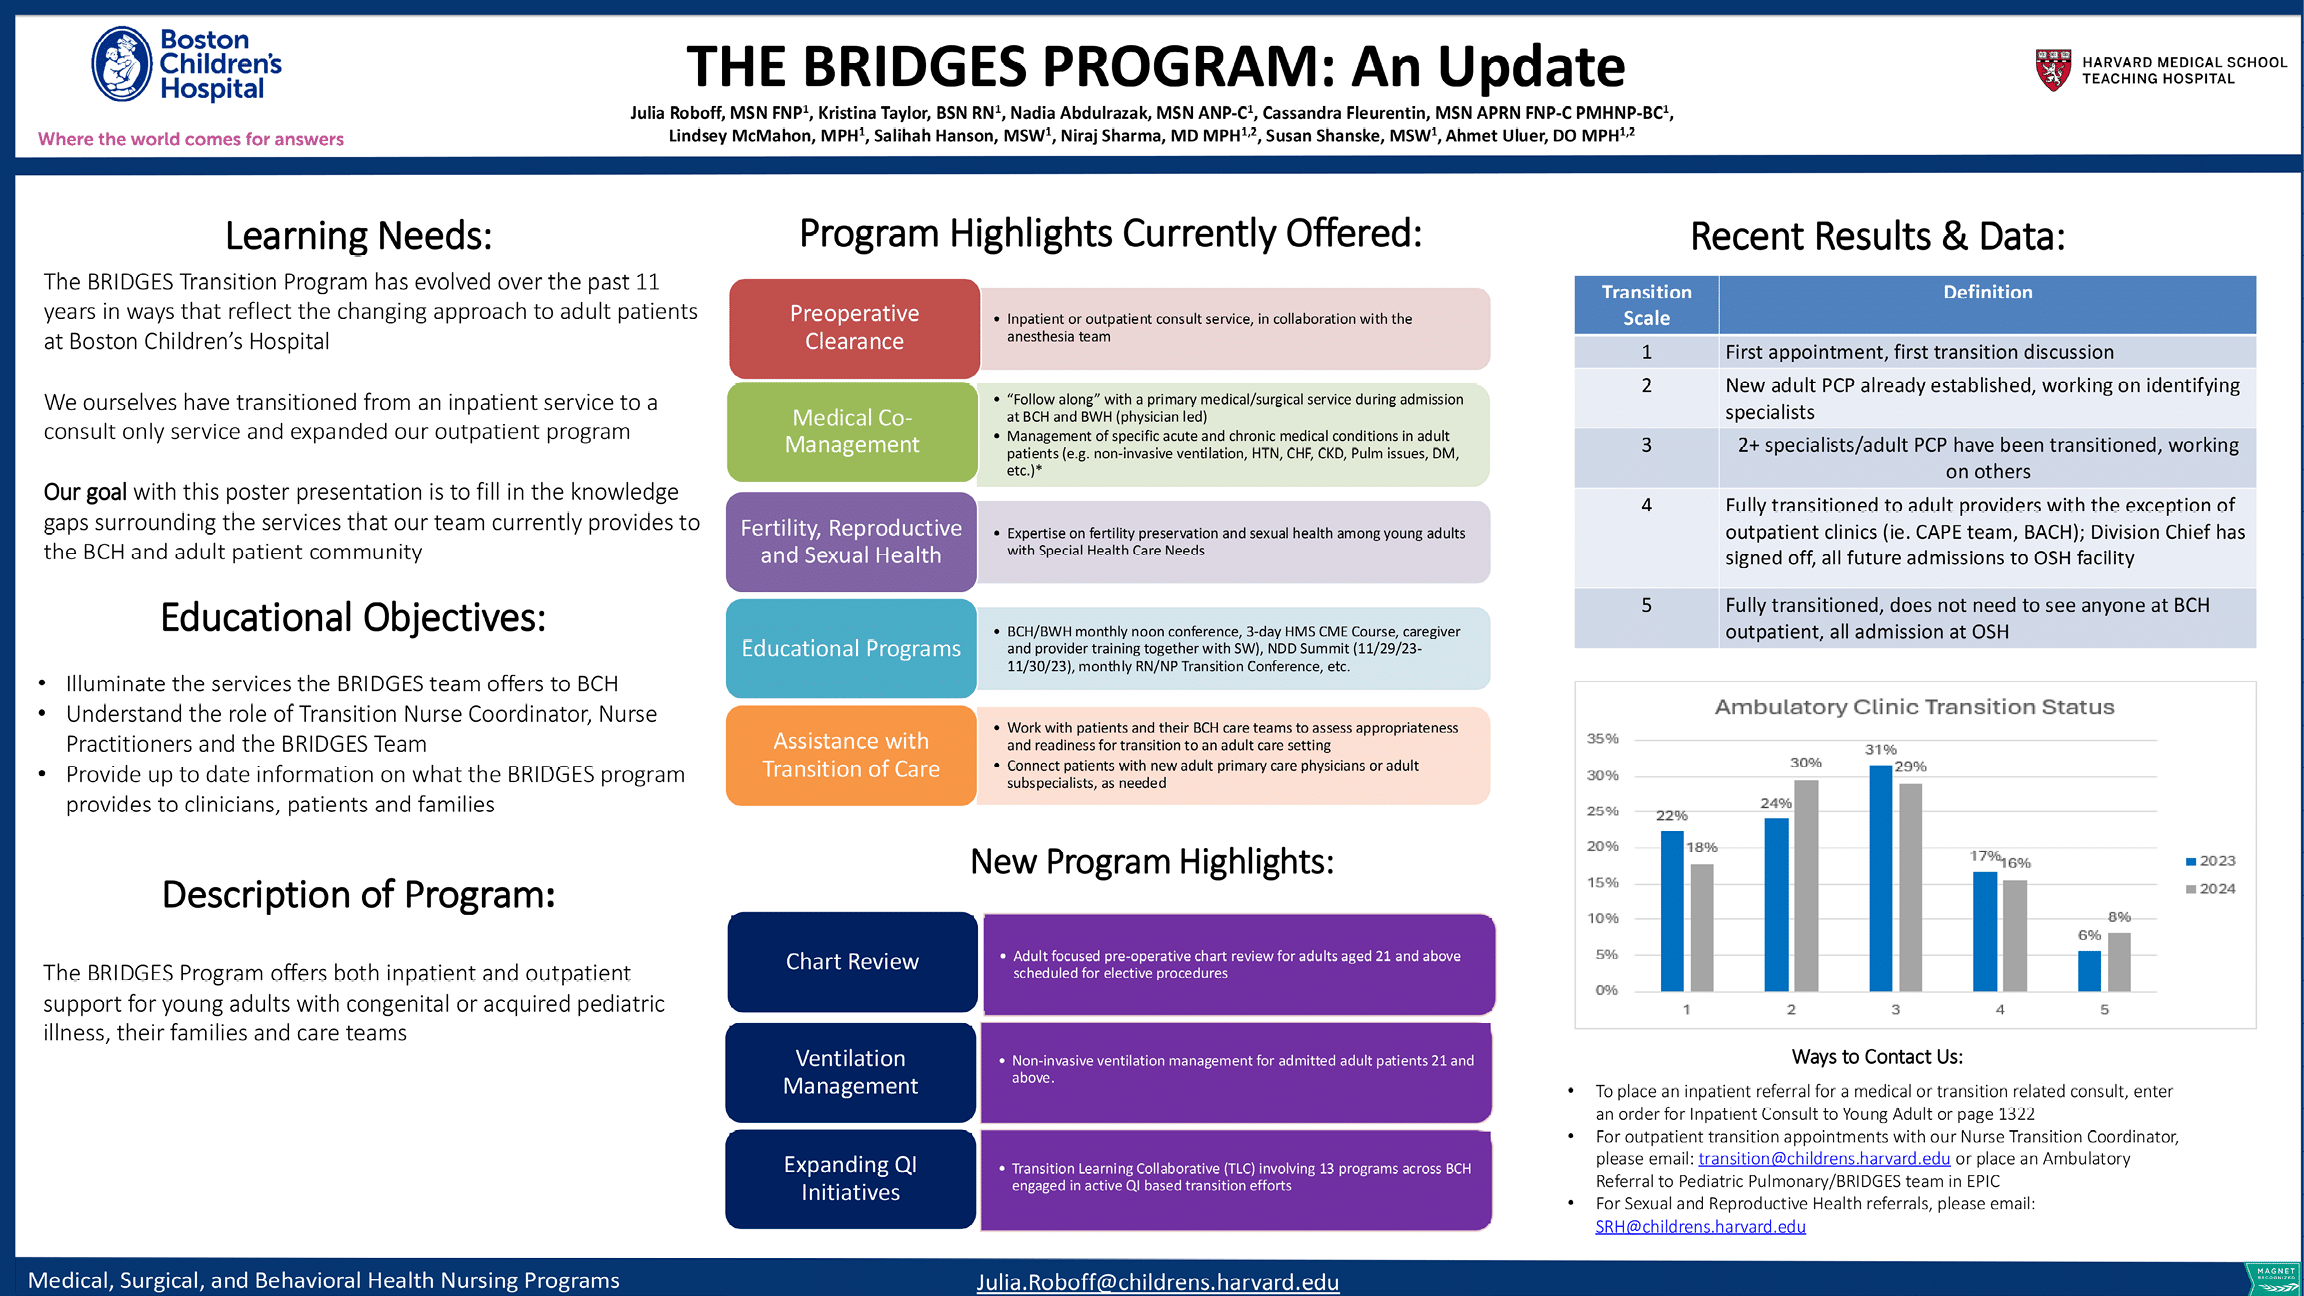 Boston
Children's
Hospital
Where the world comes for answers
THE BRIDGES PROGRAM: An Update
Julia Roboff, MSN FNP¹, Kristina Taylor, BSN RN¹, Nadia Abdulrazak, MSN ANP-C¹, Cassandra Fleurentin, MSN APRN FNP-C PMHNP-BC¹,
Lindsey McMahon, MPH¹, Salihah Hanson, MSW¹, Niraj Sharma, MD MPH¹,², Susan Shanske, MSW¹, Ahmet Uluer, DO MPH¹,²
HARVARD MEDICAL SCHOOL
TEACHING HOSPITAL
Learning Needs:
The BRIDGES Transition Program has evolved over the past 11
years in ways that reflect the changing approach to adult patients
at Boston Children's Hospital
We ourselves have transitioned from an inpatient service to a
consult only service and expanded our outpatient program
Our goal with this poster presentation is to fill in the knowledge
gaps surrounding the services that our team currently provides to
the BCH and adult patient community
Educational Objectives:
• Illuminate the services the BRIDGES team offers to BCH
• Understand the role of Transition Nurse Coordinator, Nurse
Practitioners and the BRIDGES Team
• Provide up to date information on what the BRIDGES program
provides to clinicians, patients and families
Description of Program:
The BRIDGES Program offers both inpatient and outpatient
support for young adults with congenital or acquired pediatric
illness, their families and care teams
Program Highlights Currently Offered:
Preoperative
Clearance
• Inpatient or outpatient consult service, in collaboration with the
anesthesia team
Medical Co-
Management
• “Follow along” with a primary medical/surgical service during admission
at BCH and BWH (physician led)
• Management of specific acute and chronic medical conditions in adult
patients (e.g. non-invasive ventilation, HTN, CHF, CKD, Pulm issues, DM,
etc.)*
Fertility, Reproductive
and Sexual Health
• Expertise on fertility preservation and sexual health among young adults
with Special Health Care Needs
Educational Programs
• BCH/BWH monthly noon conference, 3-day HMS CME Course, caregiver
and provider training together with SW), NDD Summit (11/29/23-
11/30/23), monthly RN/NP Transition Conference, etc.
Assistance with
Transition of Care
• Work with patients and their BCH care teams to assess appropriateness
and readiness for transition to an adult care setting
• Connect patients with new adult primary care physicians or adult
subspecialists, as needed
New Program Highlights:
Chart Review
• Adult focused pre-operative chart review for adults aged 21 and above
scheduled for elective procedures
Ventilation
Management
• Non-invasive ventilation management for admitted adult patients 21 and
above.
Expanding QI
Initiatives
• Transition Learning Collaborative (TLC) involving 13 programs across BCH
engaged in active QI based transition efforts
Recent Results & Data:
Transition
Scale
Definition
1 First appointment, first transition discussion
2 New adult PCP already established, working on identifying
specialists
3 2+ specialists/adult PCP have been transitioned, working
on others
4 Fully transitioned to adult providers with the exception of
outpatient clinics (ie. CAPE team, BACH); Division Chief has
signed off, all future admissions to OSH facility
5 Fully transitioned, does not need to see anyone at BCH
outpatient, all admission at OSH
Ambulatory Clinic Transition Status
35%
30%
25%
20%
15%
10%
5%
0%
22% 18%
24% 30%
31% 29%
17% 16%
6% 8%
1 2 3 4 5
2023
2024
Ways to Contact Us:
• To place an inpatient referral for a medical or transition related consult, enter
an order for Inpatient Consult to Young Adult or page 1322
• For outpatient transition appointments with our Nurse Transition Coordinator,
please email: transition@childrens.harvard.edu or place an Ambulatory
Referral to Pediatric Pulmonary/BRIDGES team in EPIC
• For Sexual and Reproductive Health referrals, please email:
SRH@childrens.harvard.edu
Medical, Surgical, and Behavioral Health Nursing Programs
Julia.Roboff@childrens.harvard.edu
MAGNET
RECOGNIZED